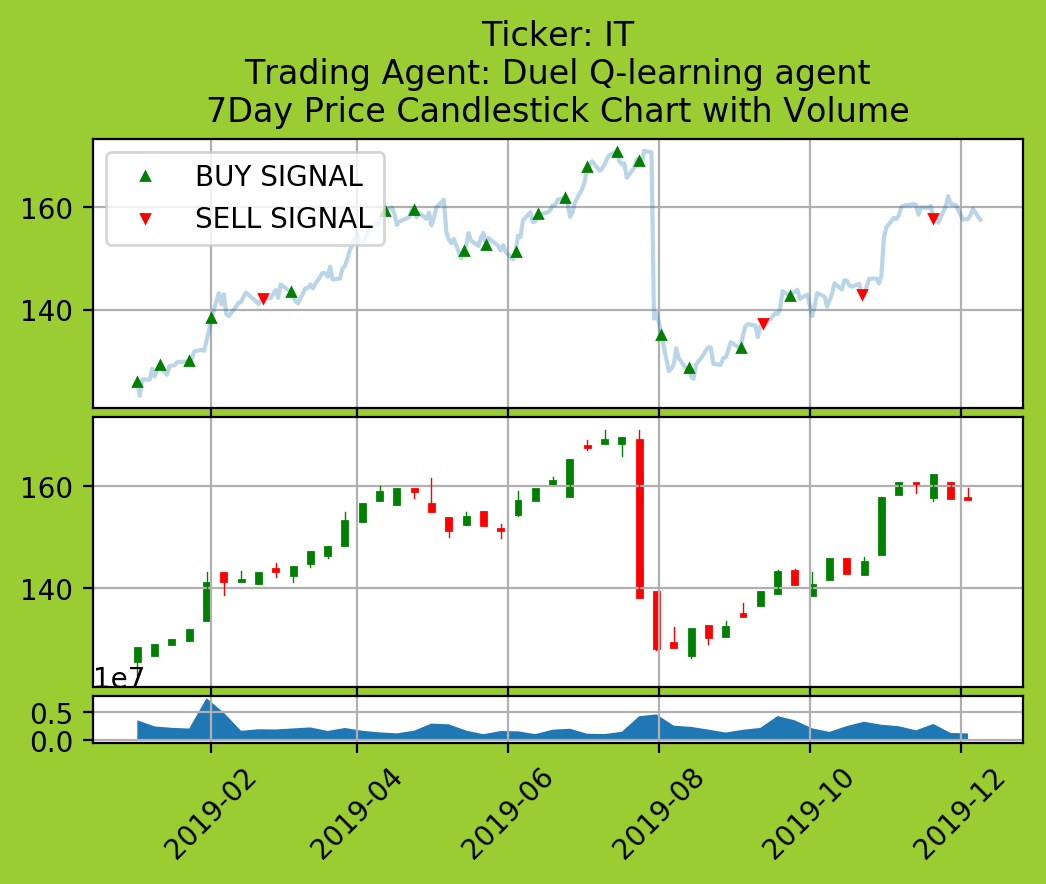 Ticker: IT
Trading Agent: Duel Q-learning agent
7Day Price Candlestick Chart with Volume
BUY SIGNAL
SELL SIGNAL
160
140
160
140
1e7
0.5
0.0
2019-02
2019-04
2019-06
2019-08
2019-10
2019-12